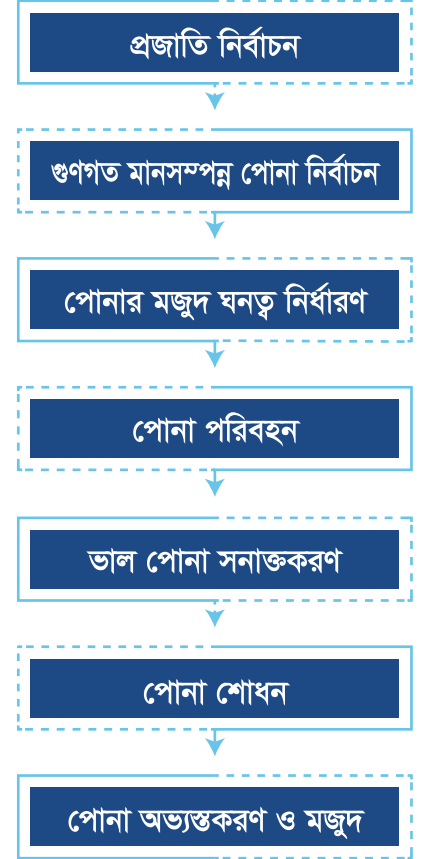 প্রজাতি নির্বাচন
গুণগত মানসম্পন্ন পোনা নির্বাচন
পোনার মজুদ ঘনত্ব নির্ধারণ
পোনা পরিবহন
ভাল পোনা সনাক্তকরণ
পোনা শোধন
পোনা অভ্যস্তকরণ ও মজুদ